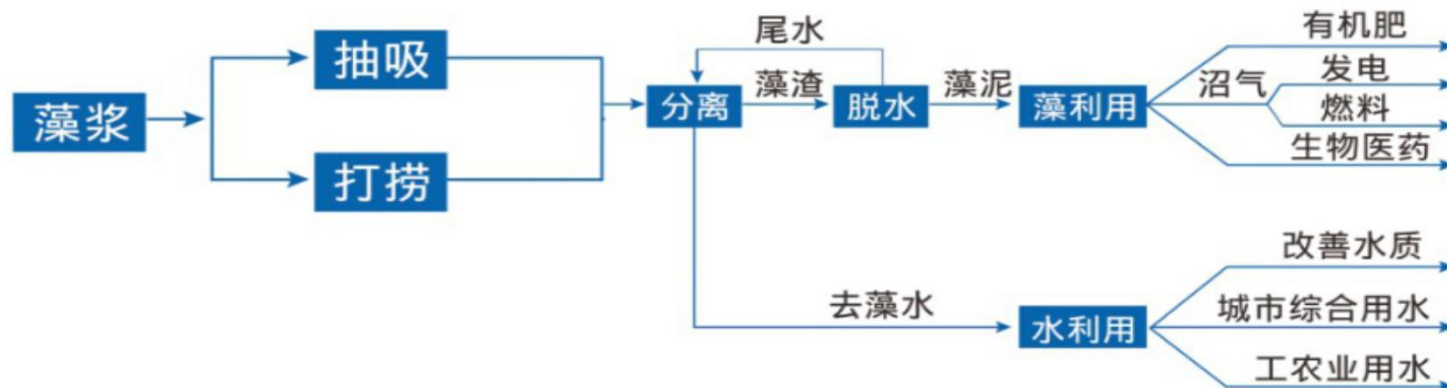 藻浆
抽吸
打捞
尾水
分离
藻渣
脱水
藻泥
藻利用
有机肥
沼气
发电
燃料
生物医药
去藻水
水利用
改善水质
城市综合用水
工农业用水